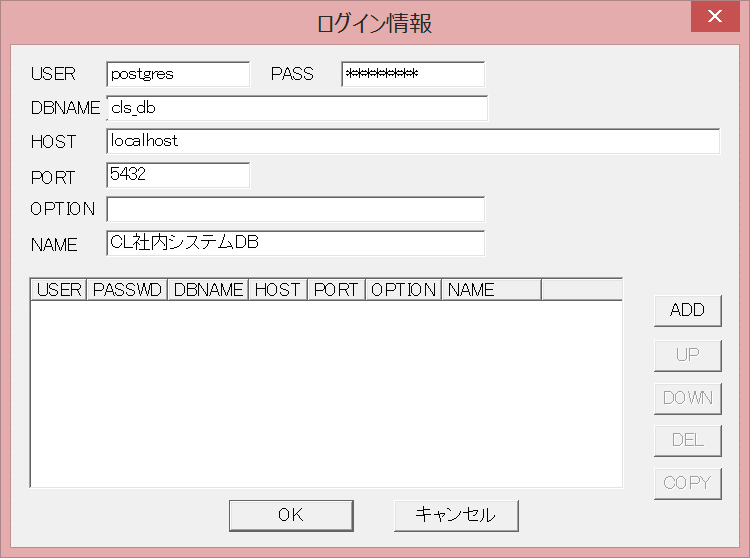 ログイン情報
USER postgres PASS *********
DBNAME cls_db
HOST localhost
PORT 5432
OPTION
NAME CL社内システムDB
USER PASSWD DBNAME HOST PORT OPTION NAME
ADD
UP
DOWN
DEL
COPY
OK キャンセル